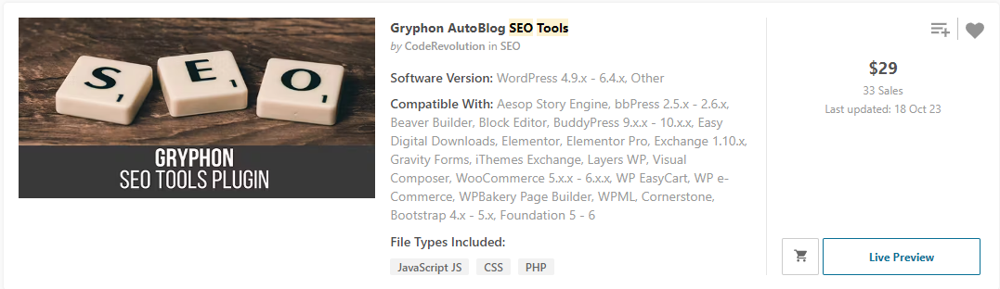 S
1
E
1
O
1
GRYPHON
SEO TOOLS PLUGIN
Gryphon AutoBlog SEO Tools
by CodeRevolution in SEO
Software Version: WordPress 4.9.x - 6.4.x, Other
Compatible With: Aesop Story Engine, bbPress 2.5.x - 2.6.x,
Beaver Builder, Block Editor, BuddyPress 9.x.x - 10.x.x, Easy
Digital Downloads, Elementor, Elementor Pro, Exchange 1.10.x,
Gravity Forms, iThemes Exchange, Layers WP, Visual
Composer, WooCommerce 5.x.x - 6.x.x, WP EasyCart, WP e-
Commerce, WPBakery Page Builder, WPML, Cornerstone,
Bootstrap 4.x - 5.x, Foundation 5 - 6
File Types Included:
JavaScript JS CSS PHP
$29
33 Sales
Last updated: 18 Oct 23
Live Preview